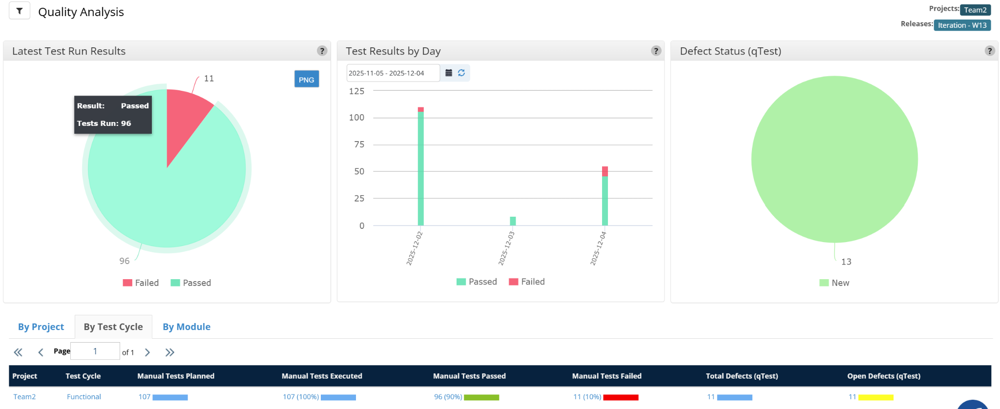 Quality Analysis
Projects: Team2
Releases: Iteration - W13
Latest Test Run Results ?
PNG
11
Result: Passed
Tests Run: 96
96
Failed Passed
Test Results by Day ?
2025-11-05 - 2025-12-04
125
100
75
50
25
0
2025-12-02
2025-12-03
2025-12-04
Passed Failed
Defect Status (qTest) ?
13
New
By Project By Test Cycle By Module
Page 1 of 1
Project Test Cycle Manual Tests Planned Manual Tests Executed Manual Tests Passed Manual Tests Failed Total Defects (qTest) Open Defects (qTest)
Team2 Functional 107 107 (100%) 96 (90%) 11 (10%) 11 11